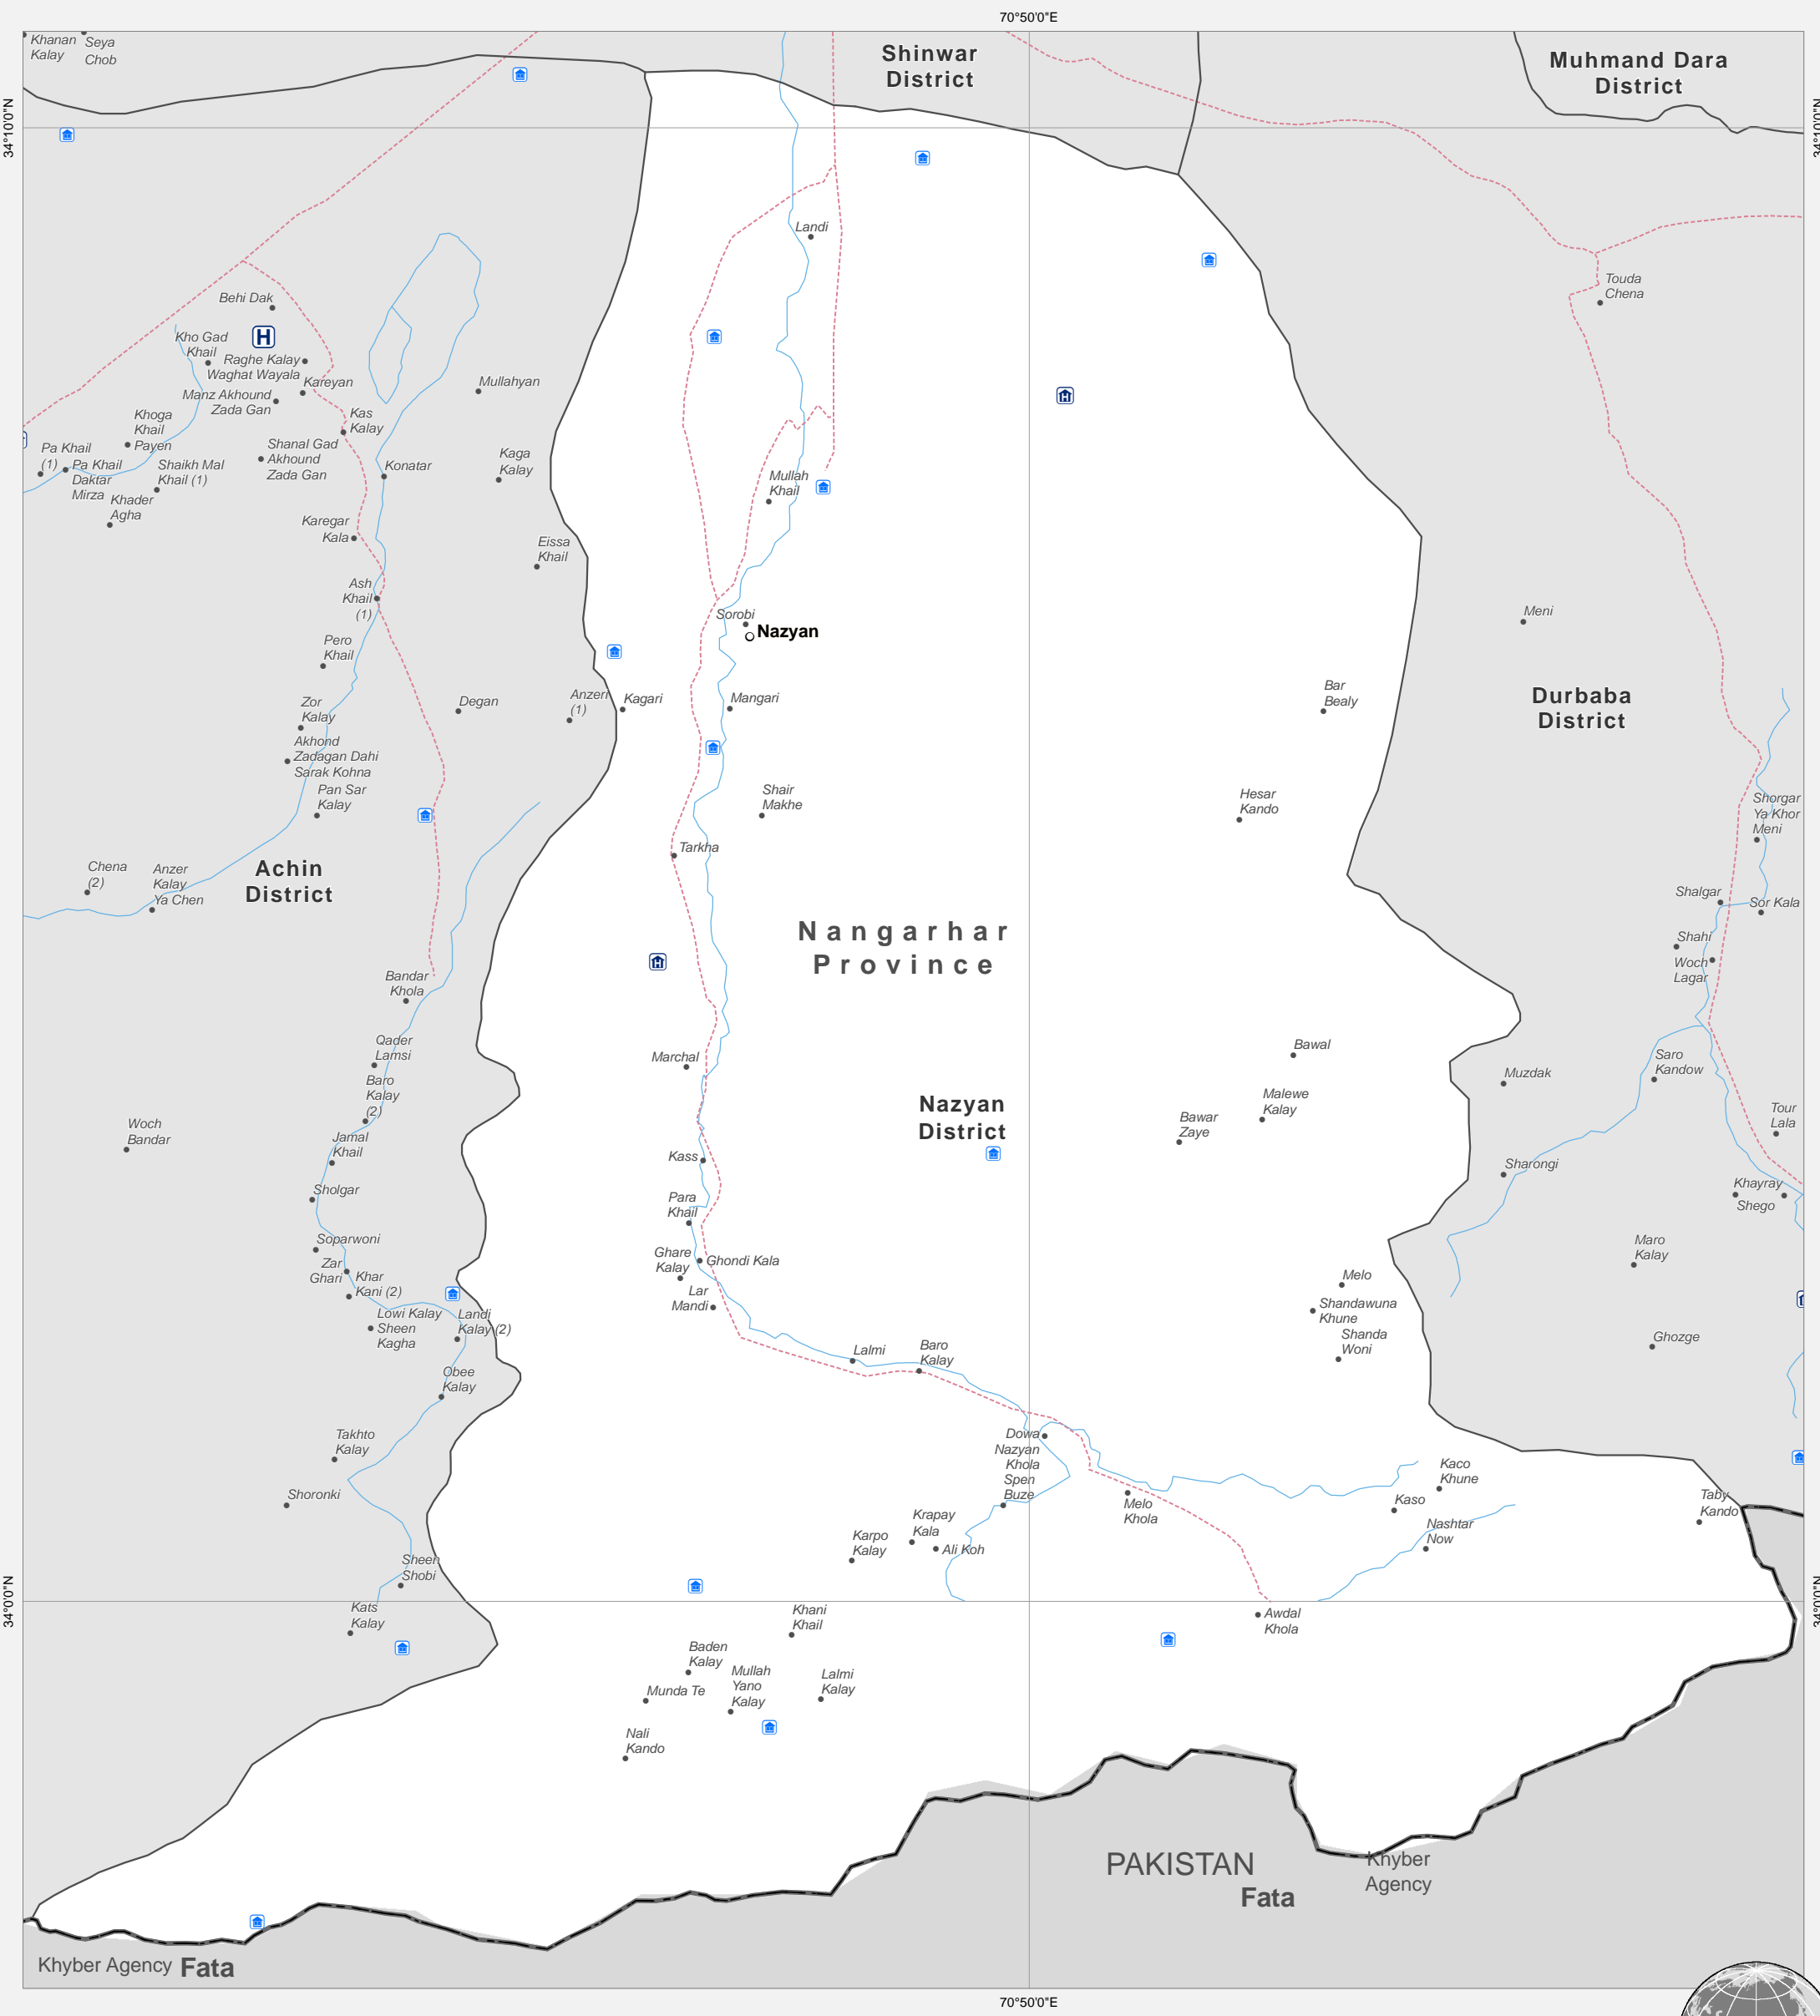 70°50'0"E
Khanan
Kalay
Seya
Chob
Shinwar
District
Muhmand Dara
District
34°10'0"N
34°10'0"N
Landi
Behi Dak
Touda
Chena
H
Kho Gad
Khail
Raghe Kalay
Waghat Wayala
Kareyan
Mullahyan
Manz Akhound
Zada Gan
Kas
Kalay
Khoga
Khail
Payen
Pa Khail
(1)
Pa Khail
Daktar
Mirza
Shaikh Mal
Khail (1)
Shanal Gad
Akhound
Zada Gan
Konatar
Kaga
Kalay
Khader
Agha
Mullah
Khail
Karegar
Kala
Eissa
Khail
Ash
Khail
(1)
Sorobi
Nazyan
Meni
Pero
Khail
Zor
Kalay
Degan
Anzeri
(1)
Kagari
Mangari
Bar
Bealy
Durbaba
District
Akhond
Zadagan Dahi
Sarak Kohna
Pan Sar
Kalay
Shair
Makhe
Hesar
Kando
Shorgar
Ya Khor
Meni
Tarkha
Chena
(2)
Anzer
Kalay
Ya Chen
Achin
District
Shalgar
Sor Kala
Nangarhar
Province
Shahi
Woch
Lagar
Bandar
Khola
Qader
Lamsi
Marchal
Bawal
Saro
Kandow
Muzdak
Baro
Kalay
(2)
Nazyan
District
Malewe
Kalay
Bawar
Zaye
Tour
Lala
Woch
Bandar
Jamal
Khail
Kass
Sharongi
Sholgar
Para
Khail
Khayray
Shego
Soparwoni
Zar
Ghari
Khar
Kani (2)
Ghare
Kalay
Ghondi Kala
Maro
Kalay
Lar
Mandi
Melo
Shandawuna
Khune
Lowi Kalay
Sheen
Kagha
Landi
Kalay (2)
Shanda
Woni
Ghozge
Lalmi
Baro
Kalay
Obee
Kalay
Takhto
Kalay
Dowa
Nazyan
Khola
Spen
Buze
Kaco
Khune
Shoronki
Melo
Khola
Kaso
Taby
Kando
Krapay
Kala
Nashtar
Now
Karpo
Kalay
Ali Koh
Sheen
Shobi
34°0'0"N
34°0'0"N
Kats
Kalay
Khani
Khail
Awdal
Khola
Baden
Kalay
Mullah
Yano
Kalay
Lalmi
Kalay
Munda Te
Nali
Kando
PAKISTAN
Fata
Khyber
Agency
Khyber Agency Fata
70°50'0"E